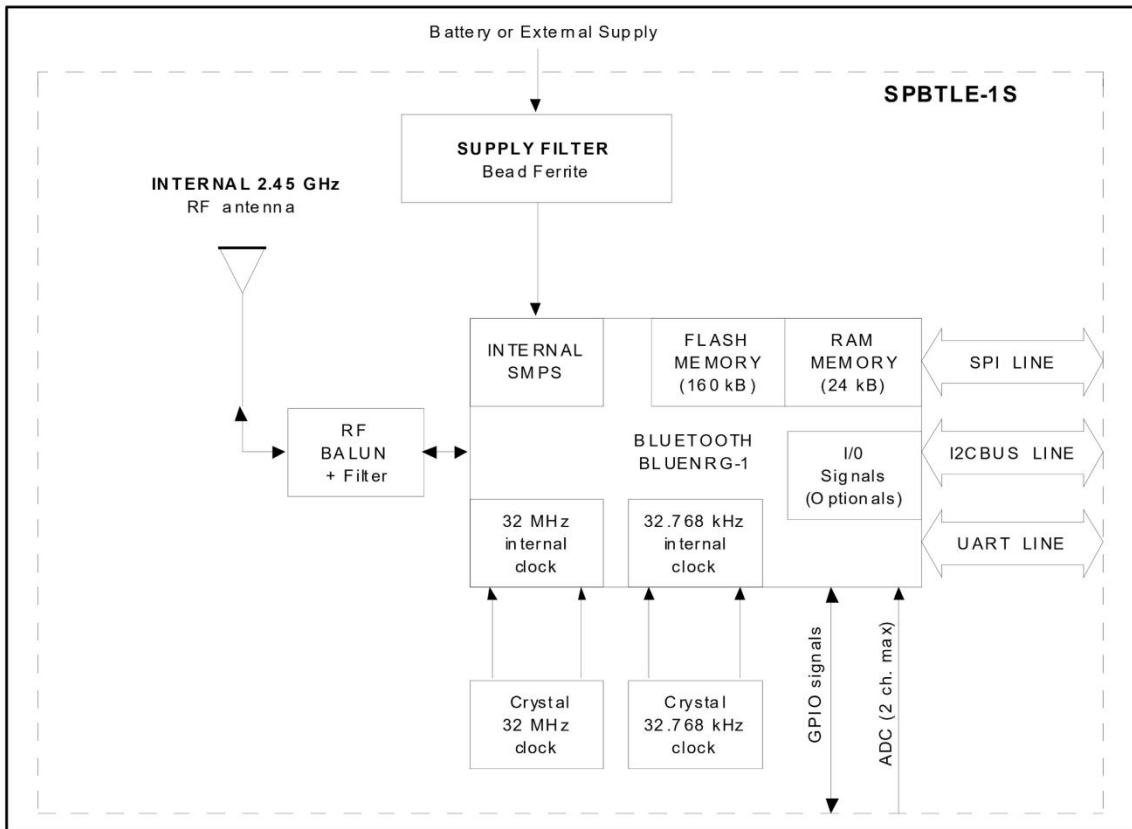 Battery or External Supply
SPBTLE-1S
SUPPLY FILTER
Bead Ferrite
INTERNAL 2.45 GHz
RF antenna
INTERNAL
SMPS
FLASH
MEMORY
(160 kB)
RAM
MEMORY
(24 kB)
SPI LINE
RF
BALUN
+ Filter
BLUETOOTH
BLUENRG-1
I/0
Signals
(Optionals)
I2CBUS LINE
32 MHz
internal
clock
32.768 kHz
internal
clock
UART LINE
Crystal
32 MHz
clock
Crystal
32.768 kHz
clock
GPIO signals
ADC (2 ch. max)